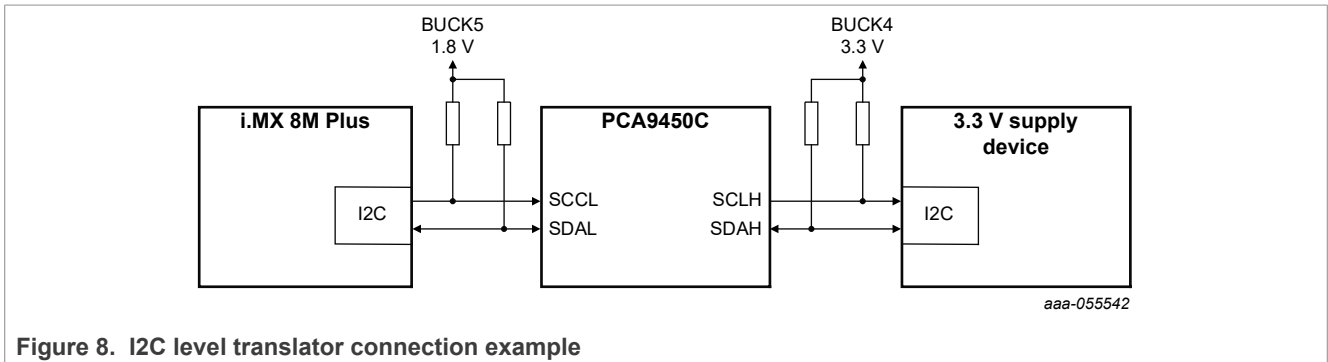 BUCK5
1.8 V
BUCK4
3.3 V
i.MX 8M Plus
PCA9450C
3.3 V supply
device
I2C
SCCL
SDAL
SCLH
SDAH
I2C
aaa-055542
Figure 8. I2C level translator connection example